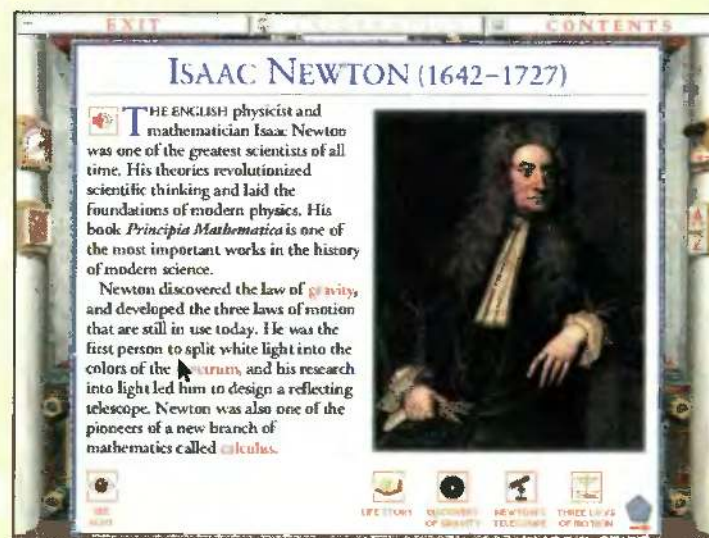 EXIT
CONTENTS
ISAAC NEWTON (1642–1727)
THE ENGLISH physicist and
mathematician Isaac Newton
was one of the greatest scientists of all
time. His theories revolutionized
scientific thinking and laid the
foundations of modern physics. His
book Principia Mathematica is one of
the most important works in the history
of modern science.
Newton discovered the law of gravity,
and developed the three laws of motion
that are still in use today. He was the
first person to split white light into the
colors of the spectrum, and his research
into light led him to design a reflecting
telescope. Newton was also one of the
pioneers of a new branch of
mathematics called calculus.
SEE
ALSO
LIFE STORY
DISCOVERY
OF GRAVITY
NEWTON'S
TELESCOPE
THREE LAWS
OF MOTION